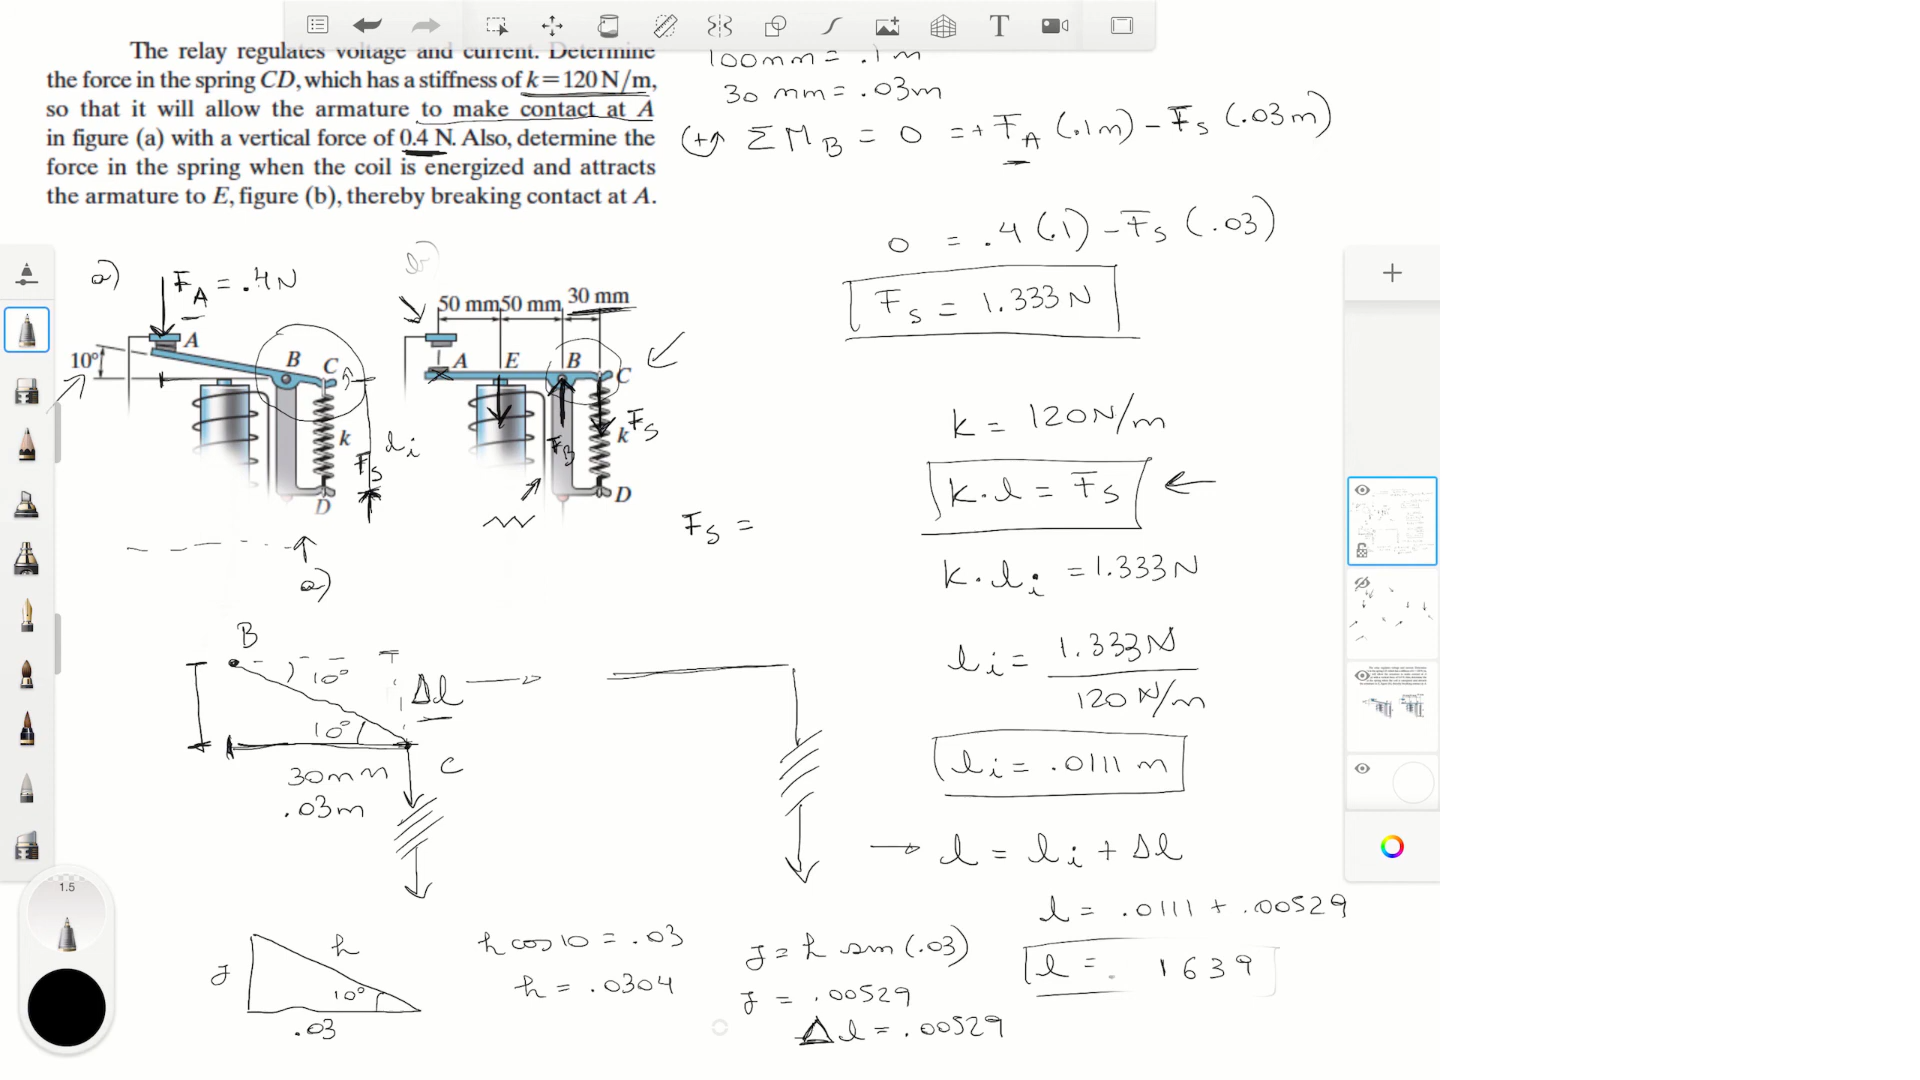 The relay regulates voltage and current. Determine
the force in the spring CD, which has a stiffness of k = 120 N/m,
so that it will allow the armature to make contact at A
in figure (a) with a vertical force of 0.4 N. Also, determine the
force in the spring when the coil is energized and attracts
the armature to E, figure (b), thereby breaking contact at A.
100mm = .1m
30 mm = .03m
(+↑ ΣM_B = 0 = + F_A (.1m) - F_s (.03m)
0 = .4 (.1) - F_s (.03)
F_s = 1.333 N
a)
F_A = .4N
10°
A
B
C
k
D
l_i
F_s
a)
b)
50 mm 50 mm 30 mm
A
E
B
C
k
D
F_B
F_s
F_s =
k = 120N/m
k.l = F_s
k.l_i = 1.333N
l_i = 1.333N
120 N/m
l_i = .0111 m
l = l_i + Δl
l = .0111 + .00529
l = . 1639
B
10°
Δl
10°
30mm
.03m
C
h
10°
.03
h cos 10 = .03
h = .0304
y = h sin (.03)
y = .00529
Δl = .00529
1.5
T